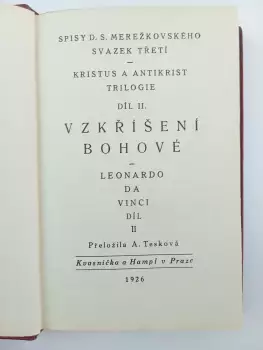 SPISY D. S. MEREŽKOVSKÉHO
SVAZEK TŘETÍ
—
KRISTUS A ANTIKRIST
TRILOGIE
DÍL II.
VZKŘÍŠENÍ
BOHOVÉ
—
LEONARDO
DA
VINCI
DÍL
II
Preložila A. Tesková
Kvasnička a Hampl v Praze
1926